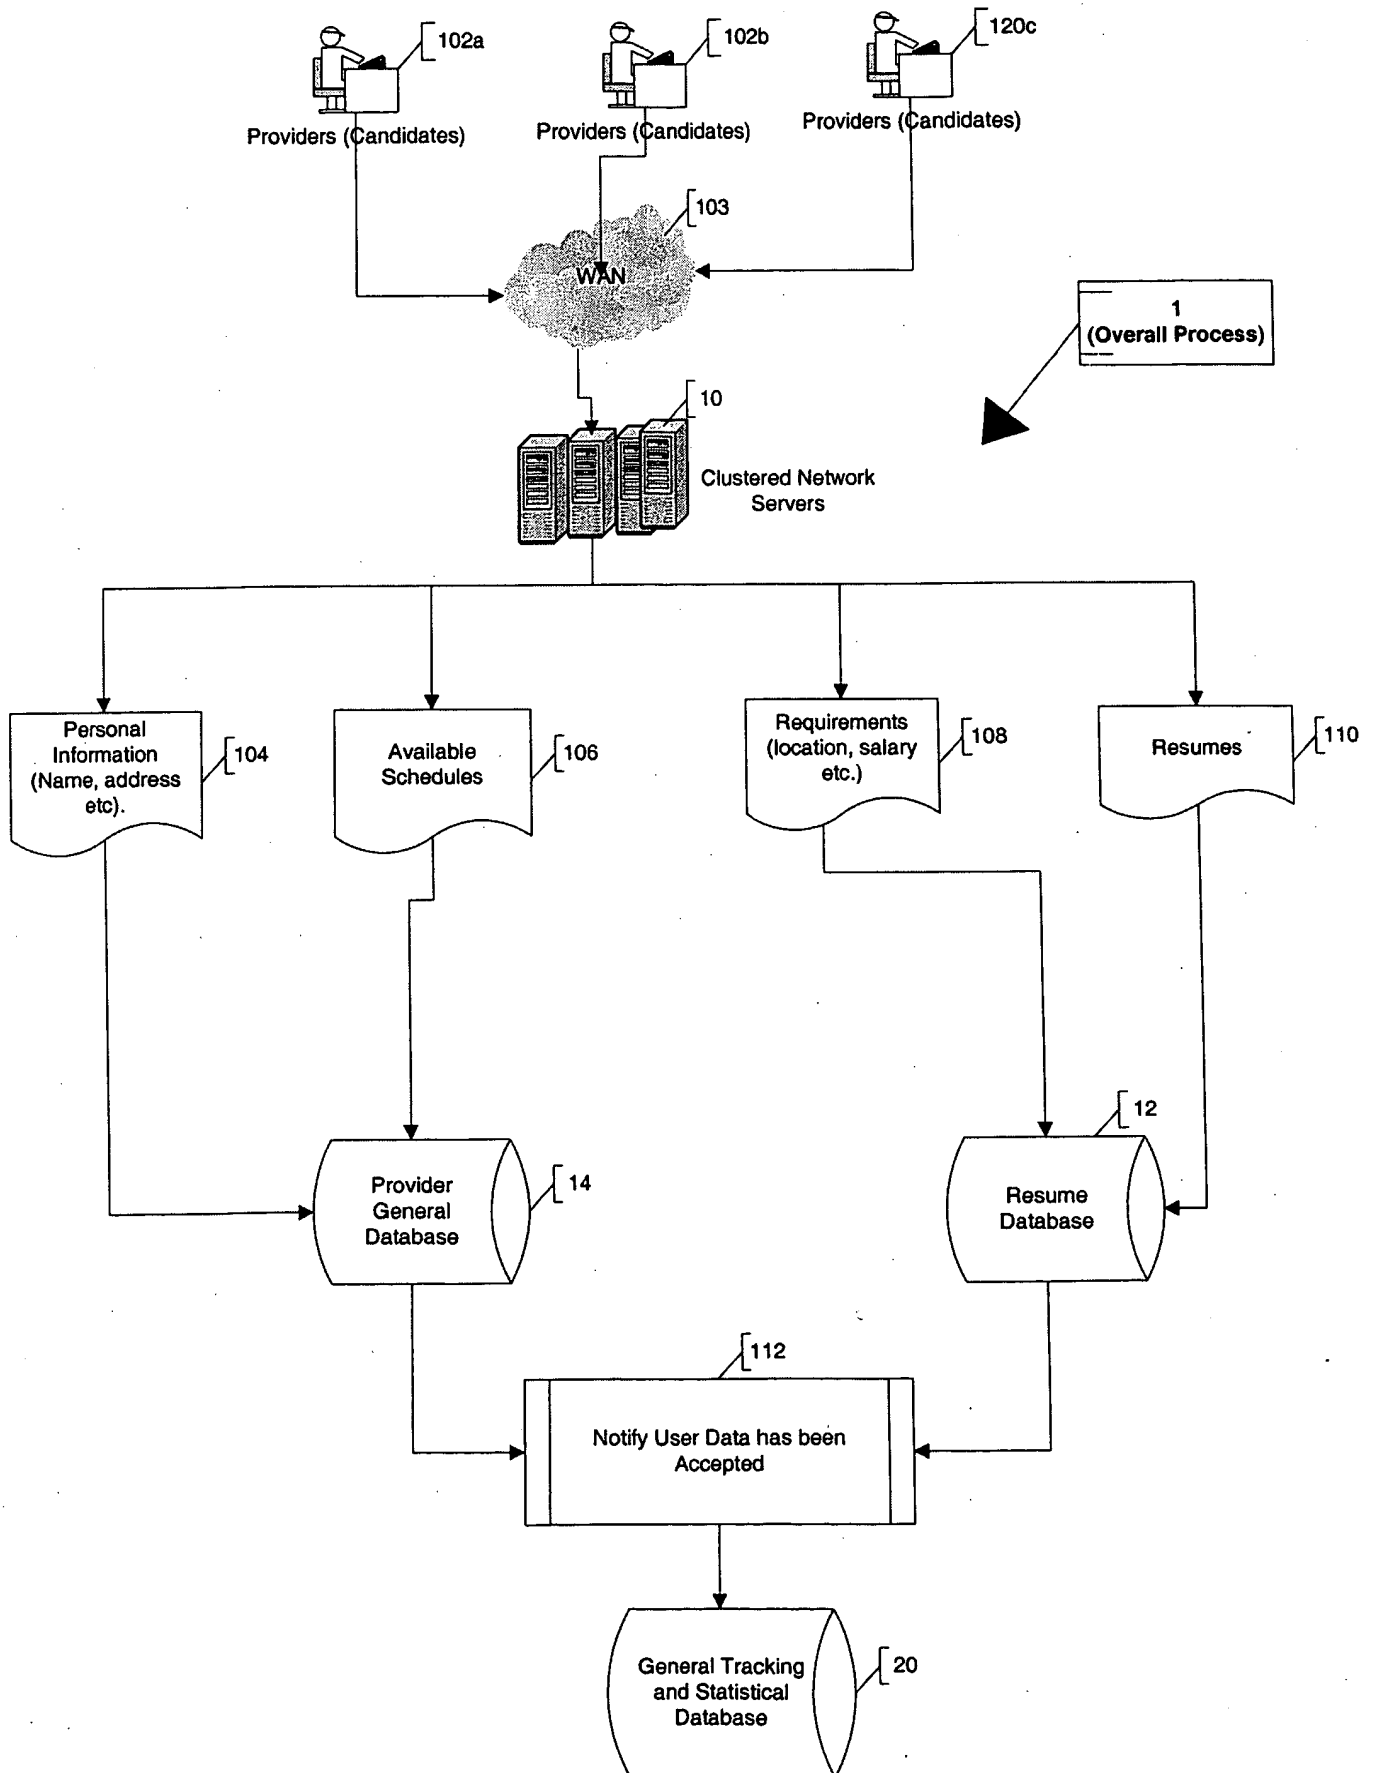 102a
102b
120c
Providers (Candidates)
Providers (Candidates)
Providers (Candidates)
103
WAN
1
(Overall Process)
10
Clustered Network
Servers
Personal
Information
(Name, address
etc).
104
Available
Schedules
106
Requirements
(location, salary
etc.)
108
Resumes
110
12
14
Provider
General
Database
Resume
Database
112
Notify User Data has been
Accepted
20
General Tracking
and Statistical
Database